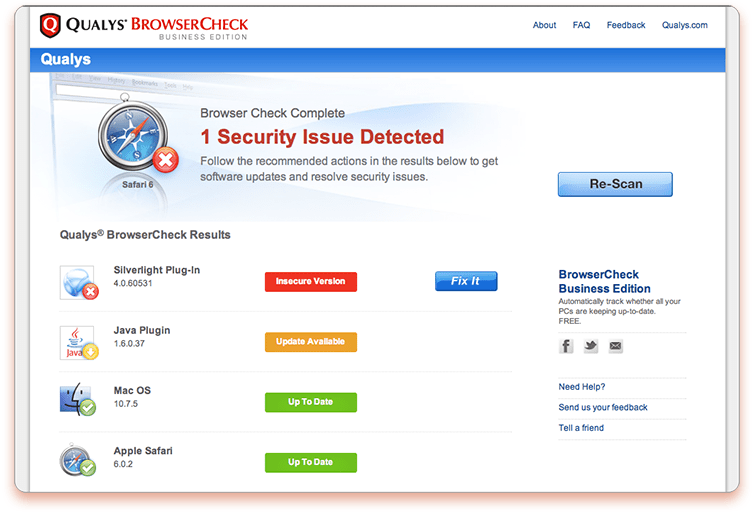 QUALYS® BROWSERCHECK
BUSINESS EDITION
About FAQ Feedback Qualys.com
Qualys
Browser Check Complete
1 Security Issue Detected
Follow the recommended actions in the results below to get
software updates and resolve security issues.
Safari 6
Re-Scan
Qualys® BrowserCheck Results
Silverlight Plug-In
4.0.60531
Insecure Version
Fix It
Java Plugin
1.6.0.37
Update Available
Java
Mac OS
10.7.5
Up To Date
Apple Safari
6.0.2
Up To Date
BrowserCheck
Business Edition
Automatically track whether all your
PCs are keeping up-to-date.
FREE.
Need Help?
Send us your feedback
Tell a friend